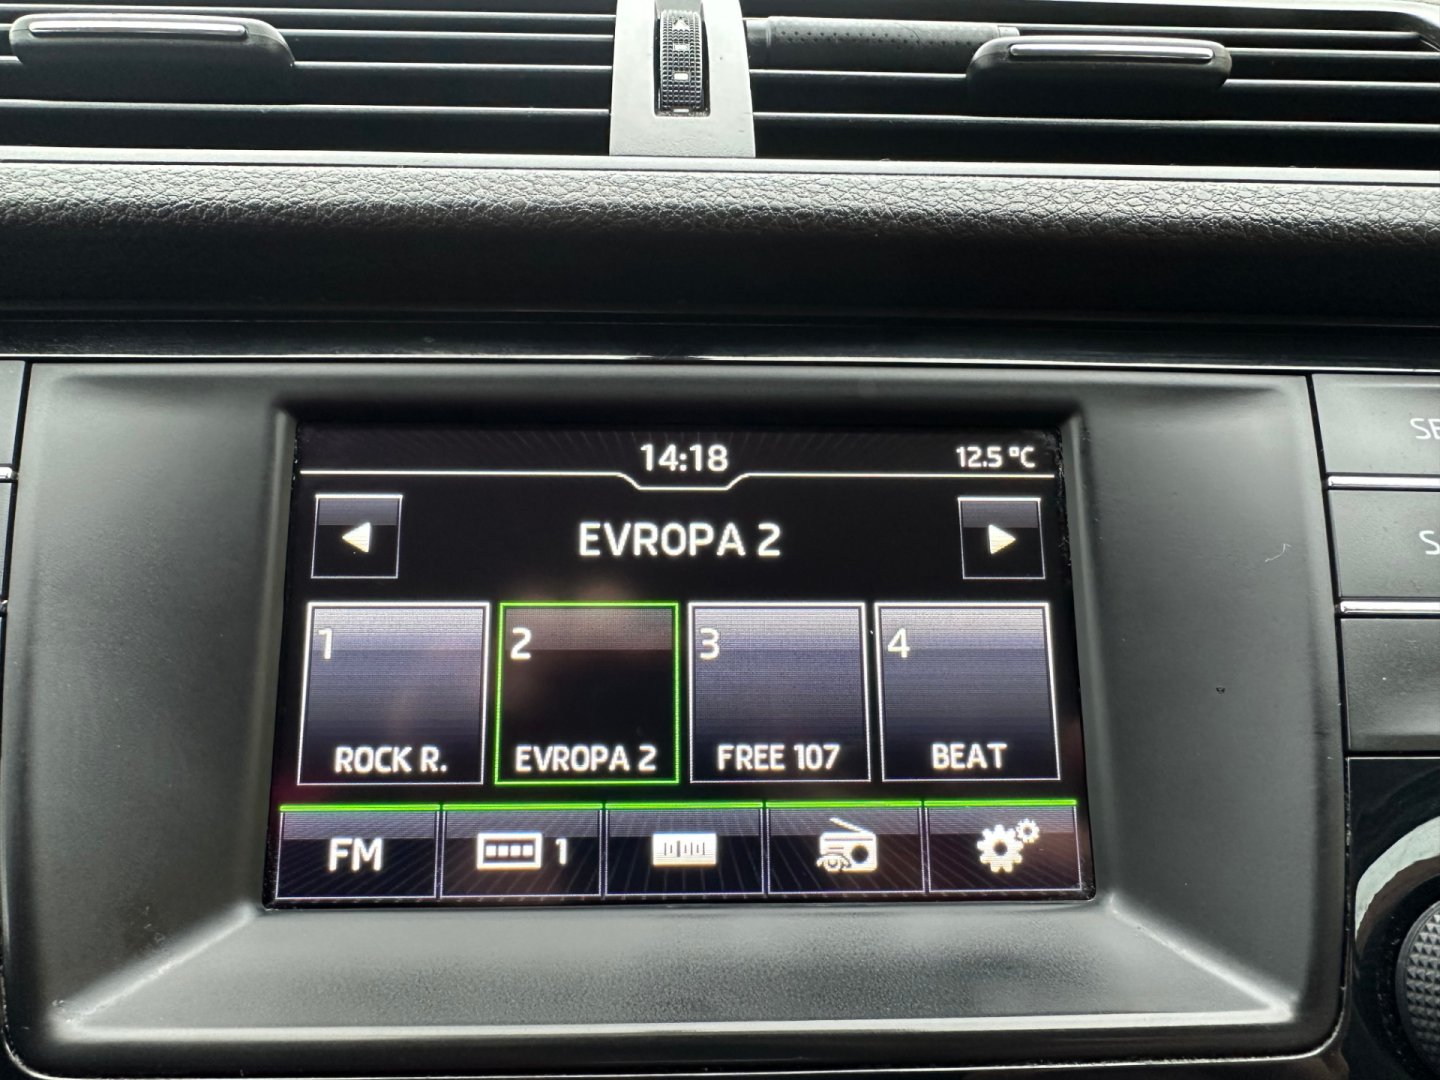 14:18 12.5 °C
EVROPA 2
1 2 3 4
ROCK R. EVROPA 2 FREE 107 BEAT
FM 1